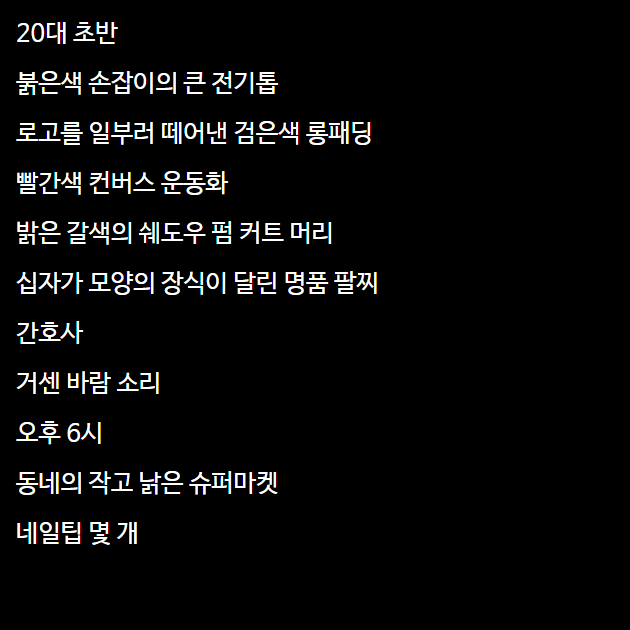 20대 초반
붉은색 손잡이의 큰 전기톱
로고를 일부러 떼어낸 검은색 롱패딩
빨간색 컨버스 운동화
밝은 갈색의 쉐도우 펌 커트 머리
십자가 모양의 장식이 달린 명품 팔찌
간호사
거센 바람 소리
오후 6시
동네의 작고 낡은 슈퍼마켓
네일팁 몇 개